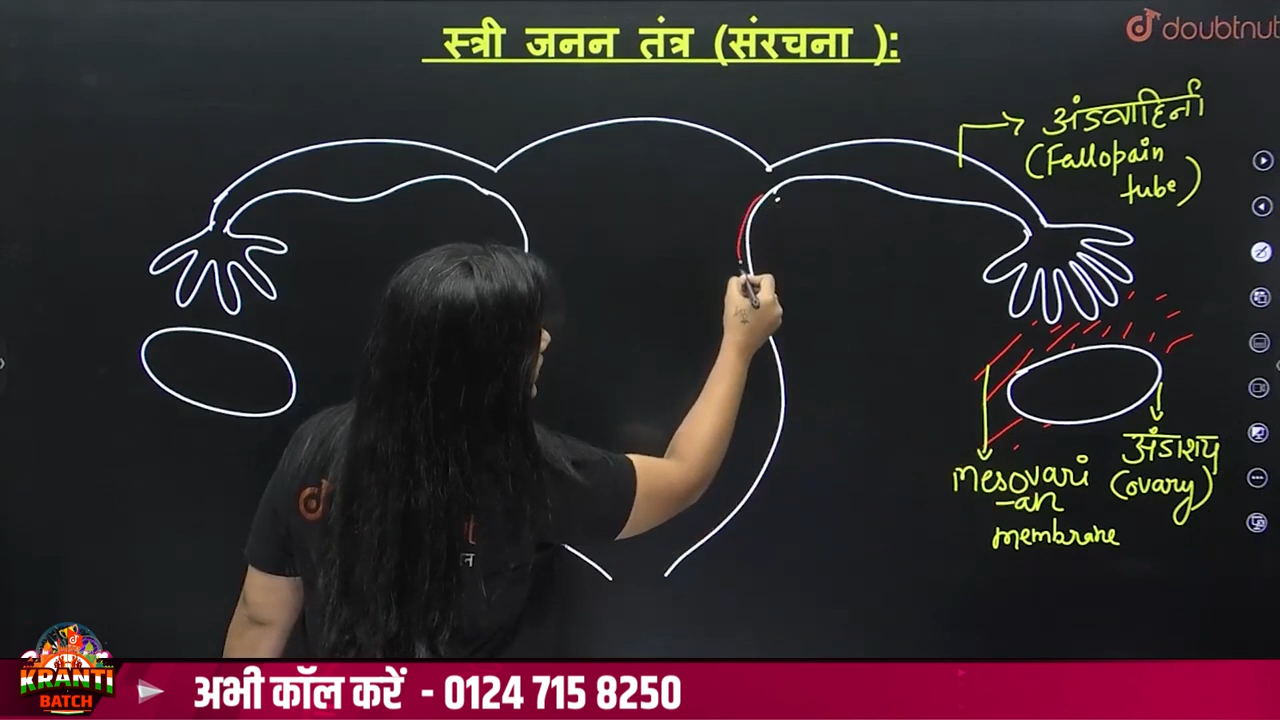 स्त्री जनन तंत्र (संरचना ):
doubtnut
अंडवाहिनी
(Fallopain
tube)
mesovari
-an
membrane
अंडाशय
(ovary)
KRANTI
BATCH
अभी कॉल करें - 0124 715 8250